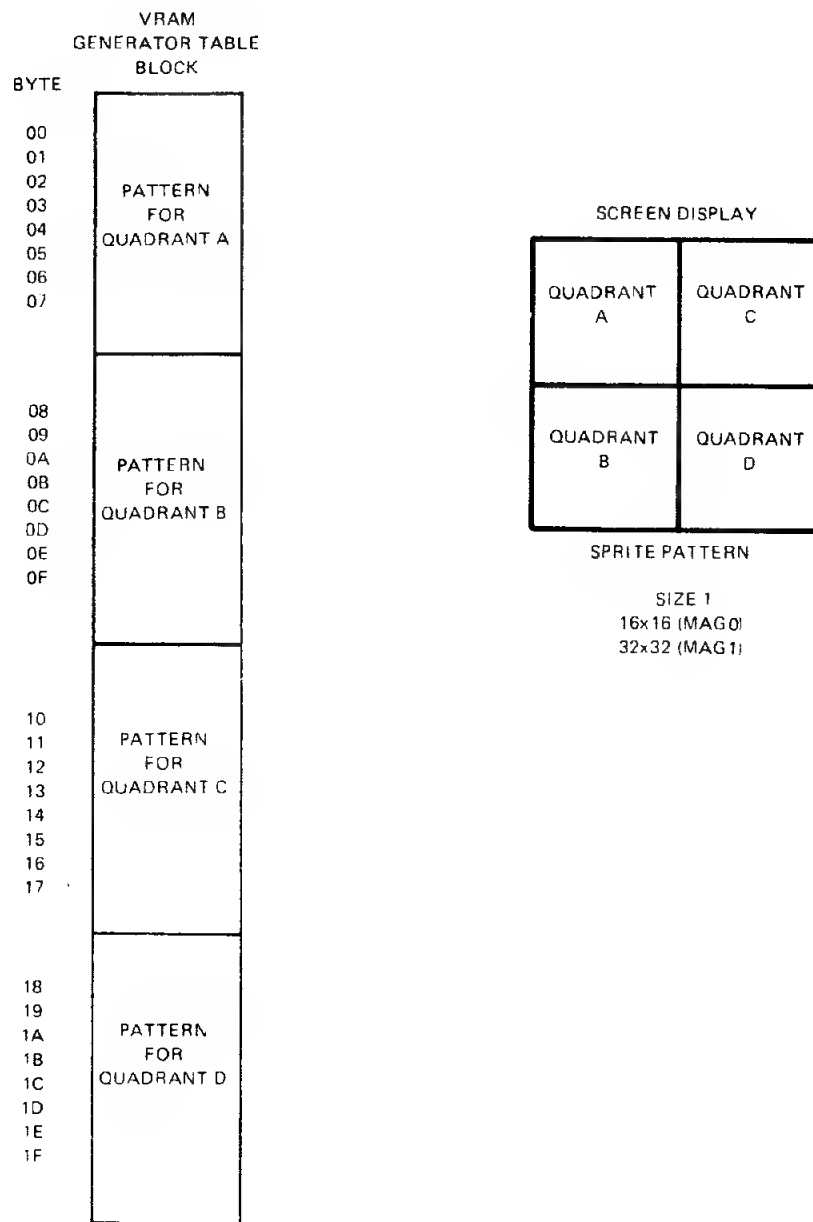 VRAM
GENERATOR TABLE
BLOCK
BYTE
00
01
02
03
04
05
06
07
PATTERN
FOR
QUADRANT A
08
09
0A
0B
0C
0D
0E
0F
PATTERN
FOR
QUADRANT B
10
11
12
13
14
15
16
17
PATTERN
FOR
QUADRANT C
18
19
1A
1B
1C
1D
1E
1F
PATTERN
FOR
QUADRANT D
SCREEN DISPLAY
QUADRANT
A
QUADRANT
C
QUADRANT
B
QUADRANT
D
SPRITE PATTERN
SIZE 1
16x16 (MAG0)
32x32 (MAG1)